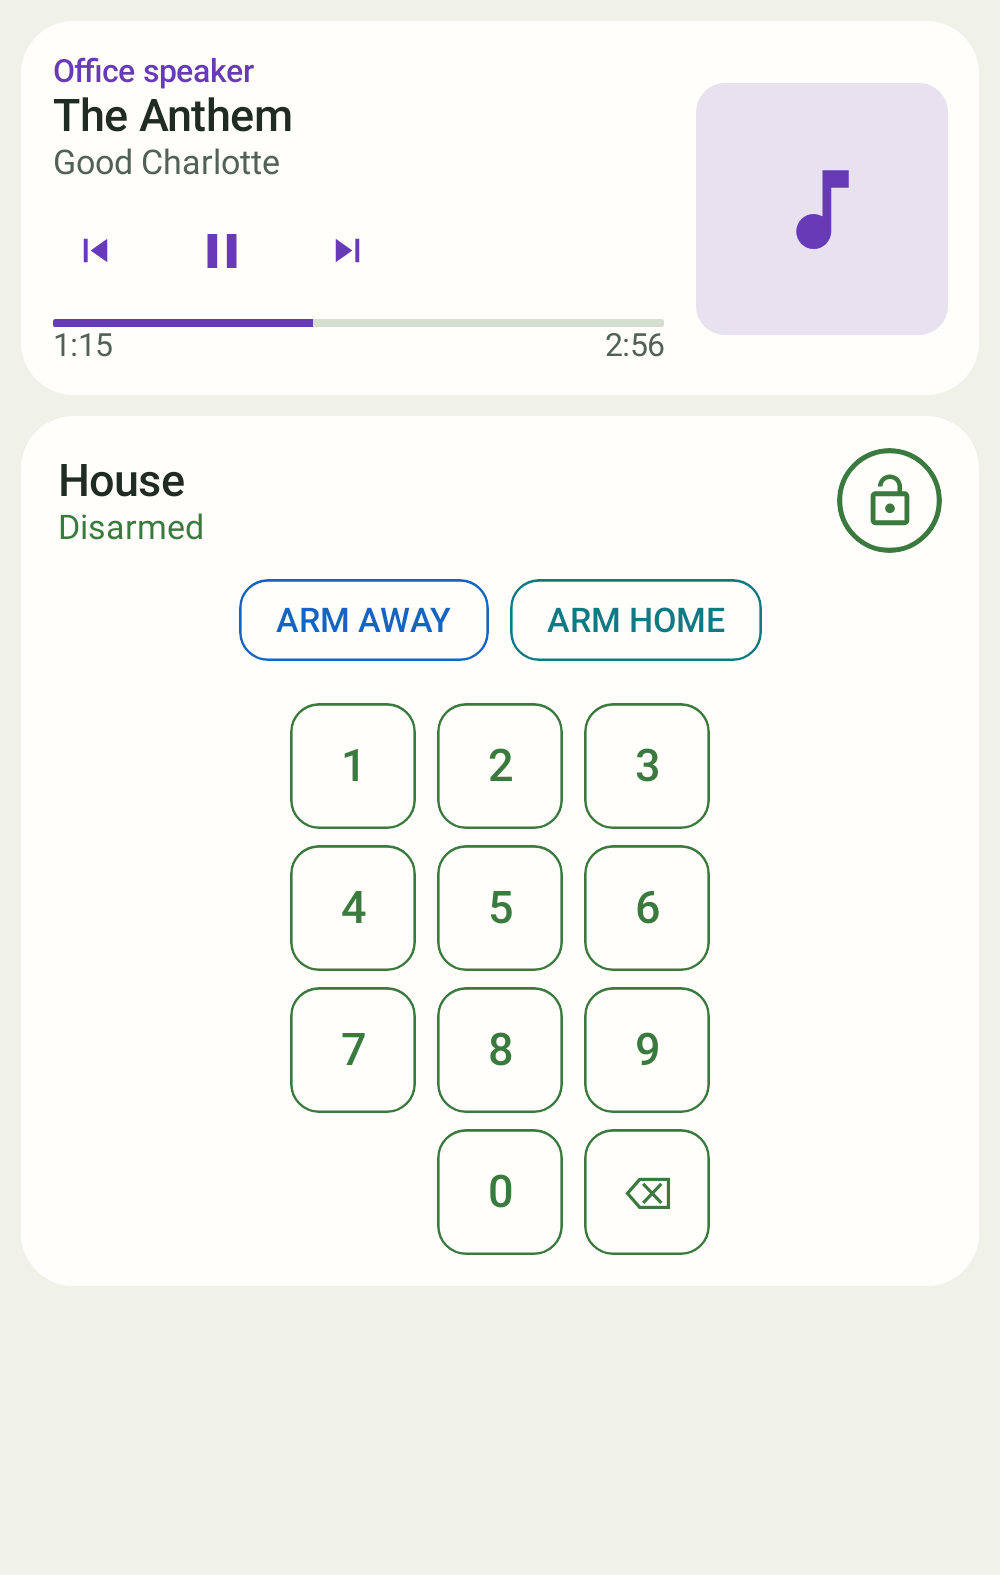 Office speaker
The Anthem
Good Charlotte
1:15 2:56
House
Disarmed
ARM AWAY ARM HOME
1 2 3
4 5 6
7 8 9
0